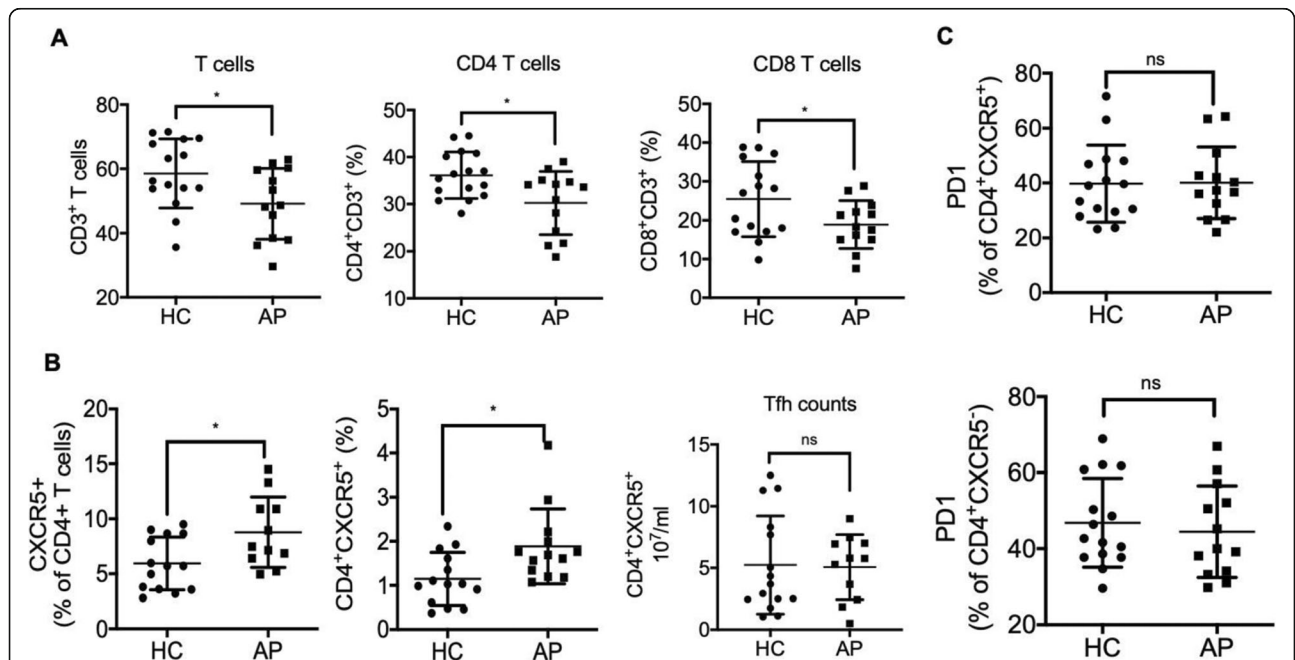 A
T cells
CD3⁺ T cells
80
60
40
20
*
HC
AP
CD4 T cells
CD4⁺CD3⁺ (%)
50
40
30
20
10
*
HC
AP
CD8 T cells
CD8⁺CD3⁺ (%)
50
40
30
20
10
0
*
HC
AP
B
CXCR5+
(% of CD4+ T cells)
20
15
10
5
0
*
HC
AP
CD4⁺CXCR5⁺ (%)
5
4
3
2
1
0
*
HC
AP
Tfh counts
CD4⁺CXCR5⁺
10⁷/ml
15
10
5
0
ns
HC
AP
C
PD1
(% of CD4⁺CXCR5⁺)
80
60
40
20
0
ns
HC
AP
PD1
(% of CD4⁺CXCR5⁻)
80
60
40
20
ns
HC
AP